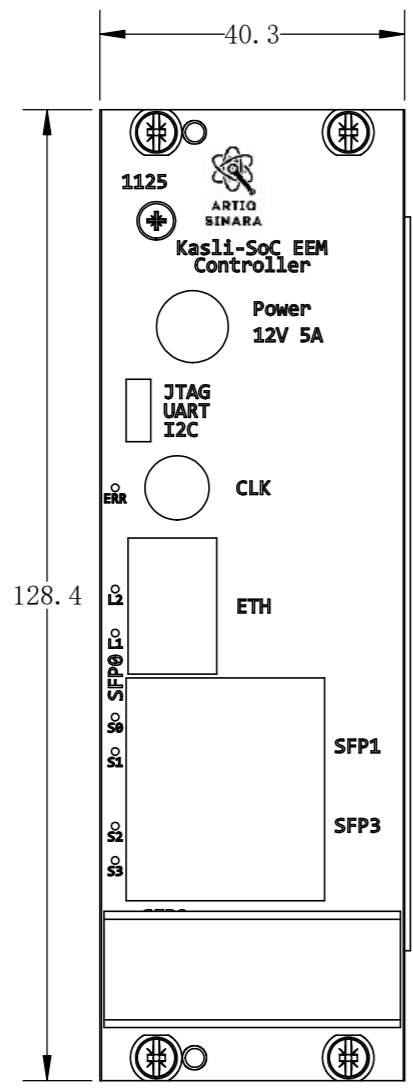 40.3
1125
ARTIQ
SINARA
Kasli-SoC EEM
Controller
Power
12V 5A
JTAG
UART
I2C
ERR
CLK
128.4
L2
ETH
L1
SFP0
S0
S1
SFP1
S2
SFP3
S3